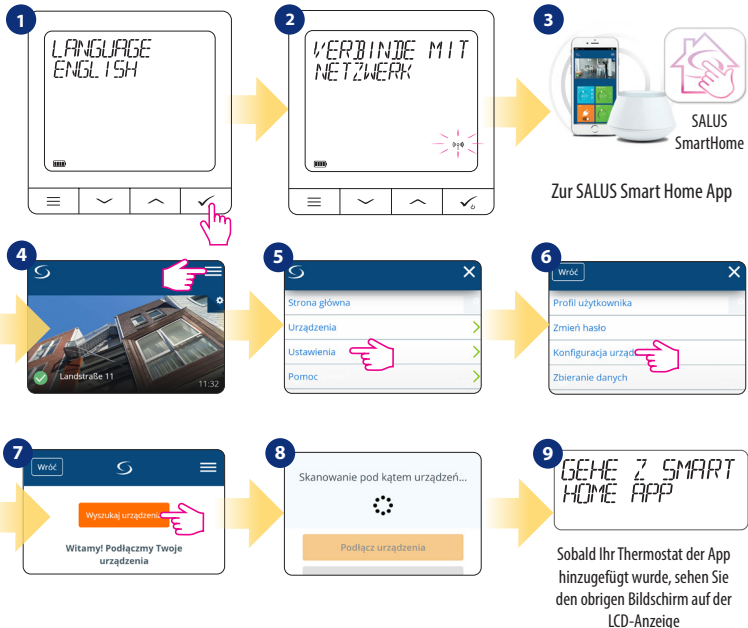 1
LANGUAGE
ENGLISH
2
VERBINDE MIT
NETZWERK
3
SALUS
SmartHome
Zur SALUS Smart Home App
4
Landstraße 11
11:32
5
Strona główna
Urządzenia
Ustawienia
Pomoc
6
Wróć
Profil użytkownika
Zmień hasło
Konfiguracja urząd
Zbieranie danych
7
Wróć
Wyszukaj urządzenia
Witamy! Podłączmy Twoje
urządzenia
8
Skanowanie pod kątem urządzeń...
Podłącz urządzenia
9
GEHE Z SMART
HOME APP
Sobald Ihr Thermostat der App
hinzugefügt wurde, sehen Sie
den obrigen Bildschirm auf der
LCD-Anzeige